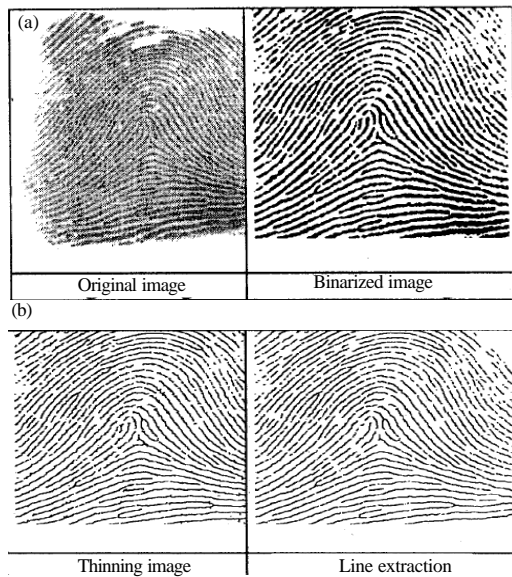 (a)
Original image
Binarized image
(b)
Thinning image
Line extraction